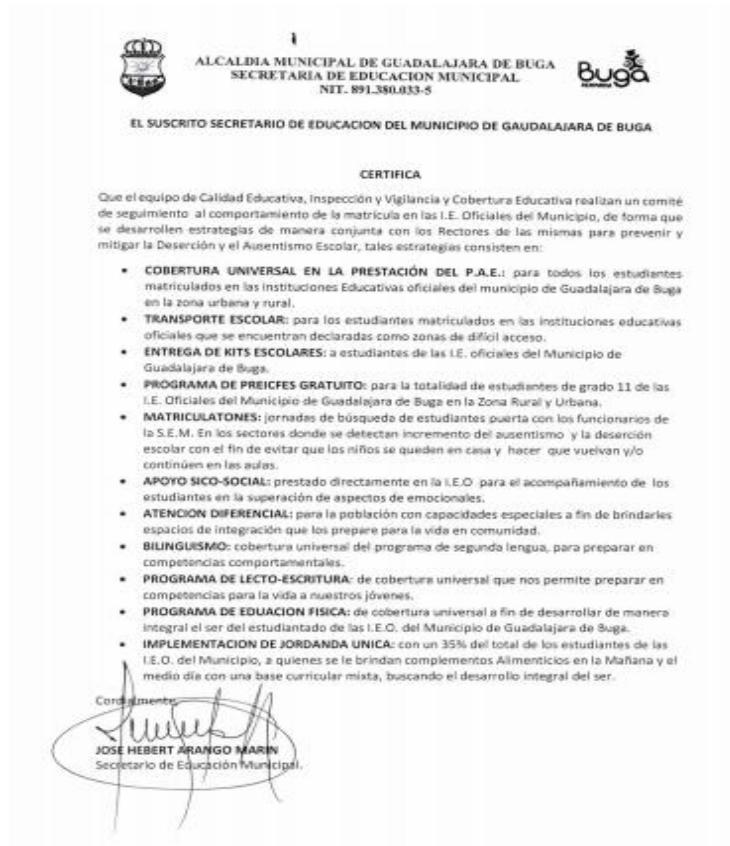 ALCALDIA MUNICIPAL DE GUADALAJARA DE BUGA
SECRETARIA DE EDUCACION MUNICIPAL
NIT. 891.380.033-5
Buga
EL SUSCRITO SECRETARIO DE EDUCACION DEL MUNICIPIO DE GAUDALAJARA DE BUGA
CERTIFICA
Que el equipo de Calidad Educativa, Inspección y Vigilancia y Cobertura Educativa realizan un comité
de seguimiento al comportamiento de la matrícula en las I.E. Oficiales del Municipio, de forma que
se desarrollen estrategias de manera conjunta con los Rectores de las mismas para prevenir y
mitigar la Deserción y el Ausentismo Escolar, tales estrategias consisten en:
• COBERTURA UNIVERSAL EN LA PRESTACIÓN DEL P.A.E.: para todos los estudiantes
matriculados en las Instituciones Educativas oficiales del municipio de Guadalajara de Buga
en la zona urbana y rural.
• TRANSPORTE ESCOLAR: para los estudiantes matriculados en las instituciones educativas
oficiales que se encuentran declaradas como zonas de difícil acceso.
• ENTREGA DE KITS ESCOLARES: a estudiantes de las I.E. oficiales del Municipio de
Guadalajara de Buga.
• PROGRAMA DE PREICFES GRATUITO: para la totalidad de estudiantes de grado 11 de las
I.E. Oficiales del Municipio de Guadalajara de Buga en la Zona Rural y Urbana.
• MATRICULATONES: jornadas de búsqueda de estudiantes puerta con los funcionarios de
la S.E.M. En los sectores donde se detectan incremento del ausentismo y la deserción
escolar con el fin de evitar que los niños se queden en casa y hacer que vuelvan y/o
continúen en las aulas.
• APOYO SICO-SOCIAL: prestado directamente en la I.E.O para el acompañamiento de los
estudiantes en la superación de aspectos de emocionales.
• ATENCION DIFERENCIAL: para la población con capacidades especiales a fin de brindarles
espacios de integración que los prepare para la vida en comunidad.
• BILINGUISMO: cobertura universal del programa de segunda lengua, para preparar en
competencias comportamentales.
• PROGRAMA DE LECTO-ESCRITURA: de cobertura universal que nos permite preparar en
competencias para la vida a nuestros jóvenes.
• PROGRAMA DE EDUACION FISICA: de cobertura universal a fin de desarrollar de manera
integral el ser del estudiantado de las I.E.O. del Municipio de Guadalajara de Buga.
• IMPLEMENTACION DE JORDANDA UNICA: con un 35% del total de los estudiantes de las
I.E.O. del Municipio, a quienes se le brindan complementos Alimenticios en la Mañana y el
medio día con una base curricular mixta, buscando el desarrollo integral del ser.
Cordialmente,
JOSE HEBERT ARANGO MARIN
Secretario de Educación Municipal.